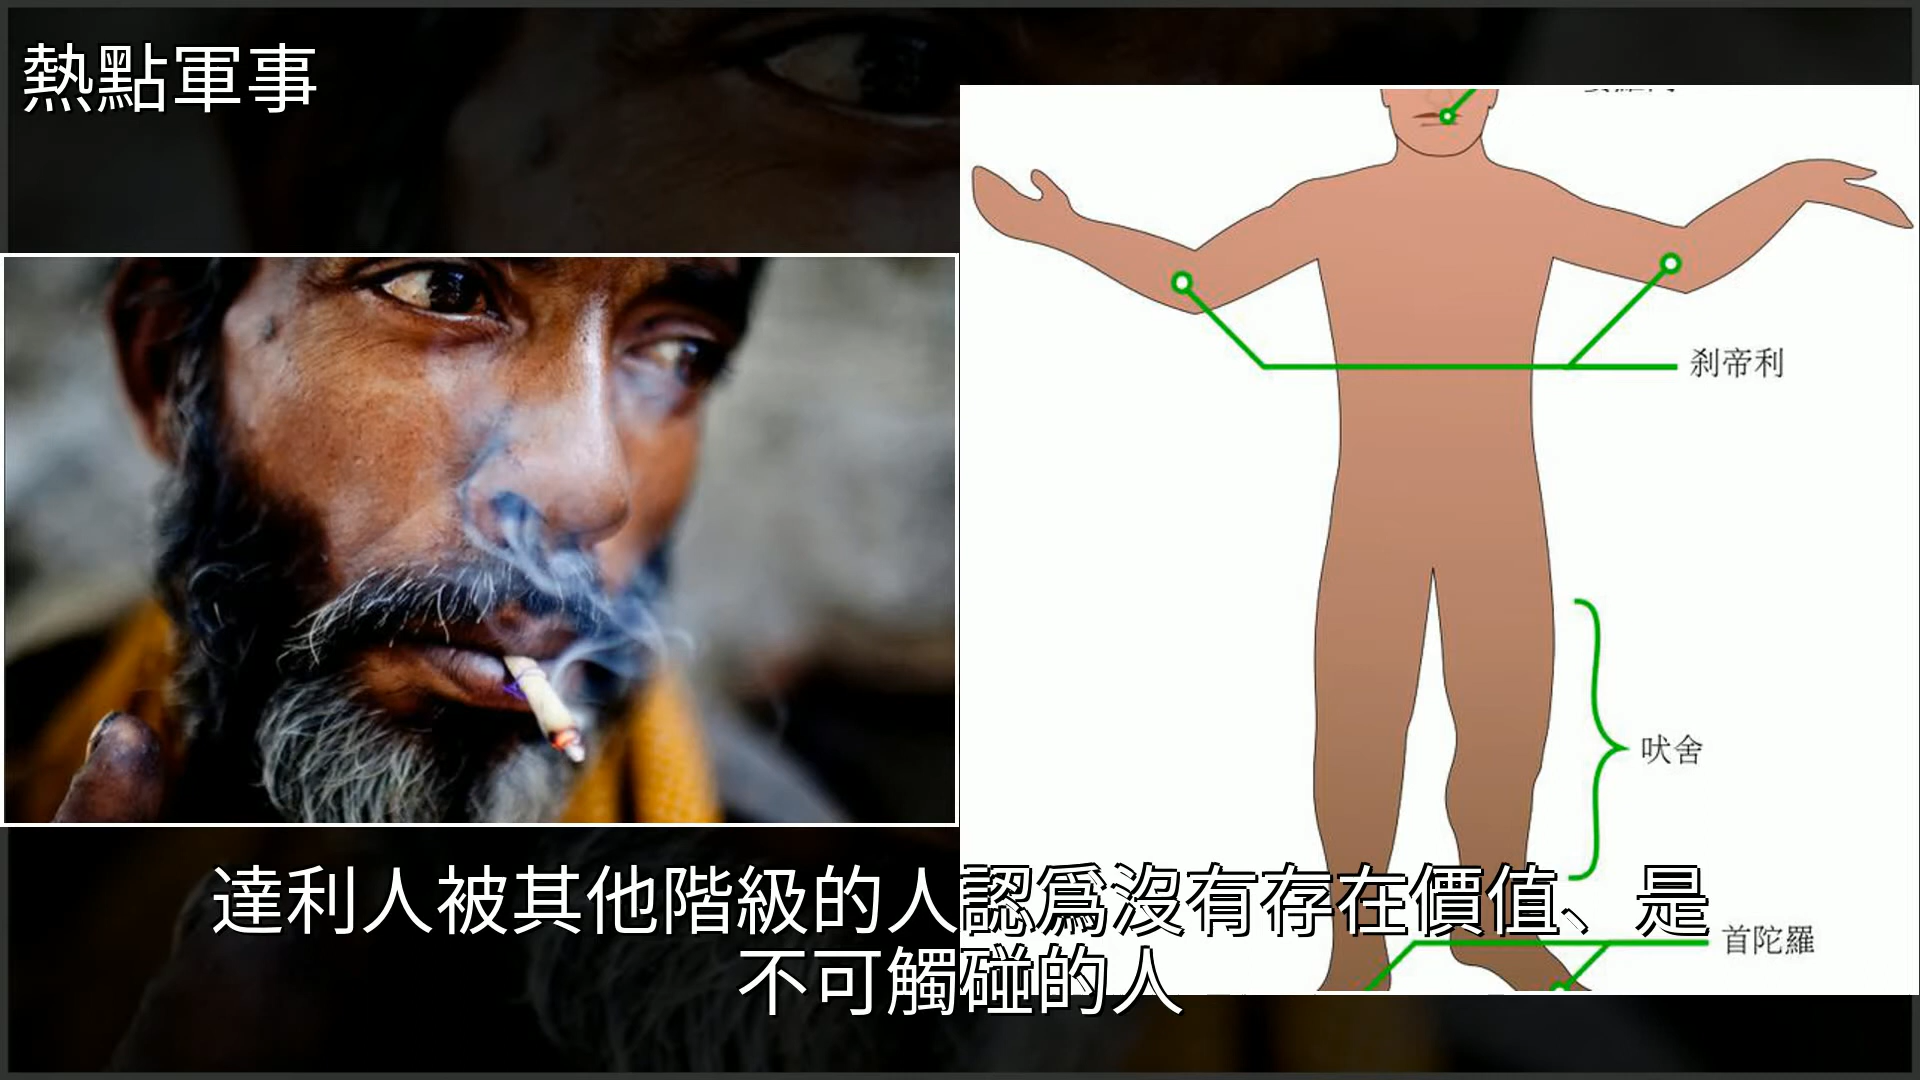 熱點軍事
刹帝利
吠舍
首陀羅
達利人被其他階級的人認爲沒有存在價值、是
不可觸碰的人